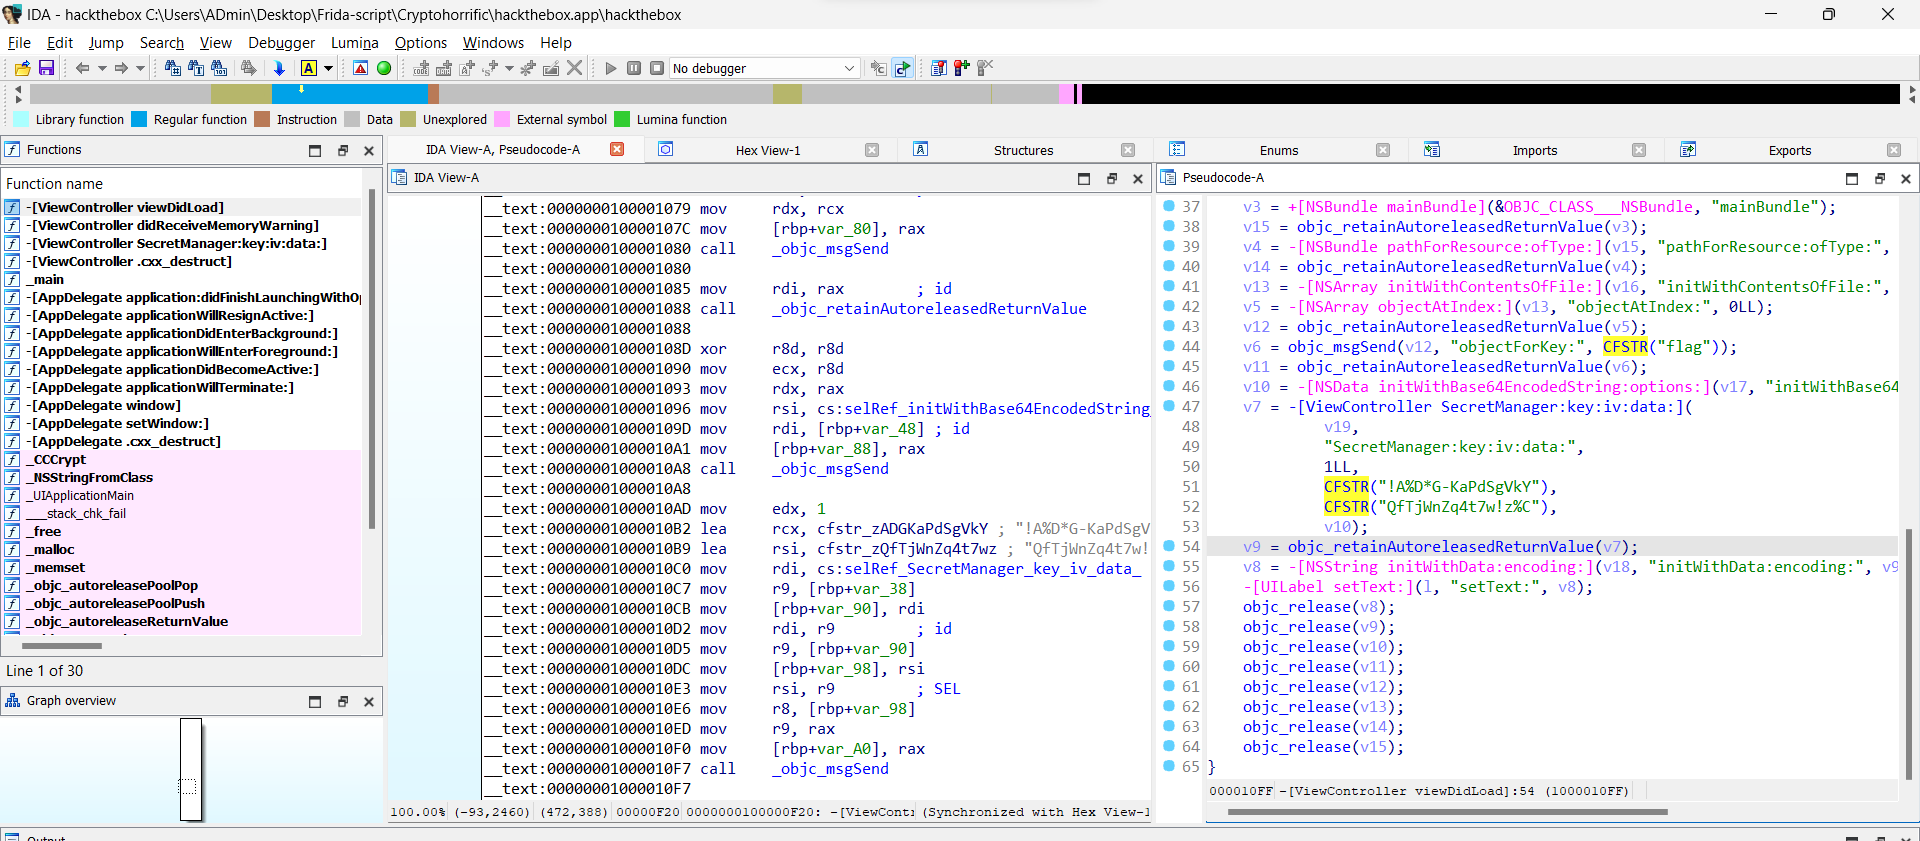 IDA - hackthebox C:\Users\ADmin\Desktop\Frida-script\Cryptohorrific\hackthebox.app\hackthebox
File Edit Jump Search View Debugger Lumina Options Windows Help
No debugger
Library function Regular function Instruction Data Unexplored External symbol Lumina function
Functions
Function name
-[ViewController viewDidLoad]
-[ViewController didReceiveMemoryWarning]
-[ViewController SecretManager:key:iv:data:]
-[ViewController .cxx_destruct]
_main
-[AppDelegate application:didFinishLaunchingWithOp
-[AppDelegate applicationWillResignActive:]
-[AppDelegate applicationDidEnterBackground:]
-[AppDelegate applicationWillEnterForeground:]
-[AppDelegate applicationDidBecomeActive:]
-[AppDelegate applicationWillTerminate:]
-[AppDelegate window]
-[AppDelegate setWindow:]
-[AppDelegate .cxx_destruct]
_CCCrypt
_NSStringFromClass
_UIApplicationMain
___stack_chk_fail
_free
_malloc
_memset
_objc_autoreleasePoolPop
_objc_autoreleasePoolPush
_objc_autoreleaseReturnValue
Line 1 of 30
Graph overview
IDA View-A, Pseudocode-A Hex View-1 Structures Enums Imports Exports
IDA View-A
__text:0000000100001079 mov rdx, rcx
__text:000000010000107C mov [rbp+var_80], rax
__text:0000000100001080 call _objc_msgSend
__text:0000000100001080
__text:0000000100001085 mov rdi, rax ; id
__text:0000000100001088 call _objc_retainAutoreleasedReturnValue
__text:0000000100001088
__text:000000010000108D xor r8d, r8d
__text:0000000100001090 mov ecx, r8d
__text:0000000100001093 mov rdx, rax
__text:0000000100001096 mov rsi, cs:selRef_initWithBase64EncodedString_
__text:000000010000109D mov rdi, [rbp+var_48] ; id
__text:00000001000010A1 mov [rbp+var_88], rax
__text:00000001000010A8 call _objc_msgSend
__text:00000001000010A8
__text:00000001000010AD mov edx, 1
__text:00000001000010B2 lea rcx, cfstr_zADGKaPdSgVkY ; "!A%D*G-KaPdSgV
__text:00000001000010B9 lea rsi, cfstr_zQfTjWnZq4t7wz ; "QfTjWnZq4t7w!
__text:00000001000010C0 mov rdi, cs:selRef_SecretManager_key_iv_data_
__text:00000001000010C7 mov r9, [rbp+var_38]
__text:00000001000010CB mov [rbp+var_90], rdi
__text:00000001000010D2 mov rdi, r9 ; id
__text:00000001000010D5 mov r9, [rbp+var_90]
__text:00000001000010DC mov [rbp+var_98], rsi
__text:00000001000010E3 mov rsi, r9 ; SEL
__text:00000001000010E6 mov r8, [rbp+var_98]
__text:00000001000010ED mov r9, rax
__text:00000001000010F0 mov [rbp+var_A0], rax
__text:00000001000010F7 call _objc_msgSend
__text:00000001000010F7
100.00% (-93,2460) (472,388) 00000F20 0000000100000F20: -[ViewCont (Synchronized with Hex View-1
Pseudocode-A
37 v3 = +[NSBundle mainBundle](&OBJC_CLASS___NSBundle, "mainBundle");
38 v15 = objc_retainAutoreleasedReturnValue(v3);
39 v4 = -[NSBundle pathForResource:ofType:](v15, "pathForResource:ofType:",
40 v14 = objc_retainAutoreleasedReturnValue(v4);
41 v13 = -[NSArray initWithContentsOfFile:](v16, "initWithContentsOfFile:",
42 v5 = -[NSArray objectAtIndex:](v13, "objectAtIndex:", 0LL);
43 v12 = objc_retainAutoreleasedReturnValue(v5);
44 v6 = objc_msgSend(v12, "objectForKey:", CFSTR("flag"));
45 v11 = objc_retainAutoreleasedReturnValue(v6);
46 v10 = -[NSData initWithBase64EncodedString:options:](v17, "initWithBase64
47 v7 = -[ViewController SecretManager:key:iv:data:](
48 v19,
49 "SecretManager:key:iv:data:",
50 1LL,
51 CFSTR("!A%D*G-KaPdSgVkY"),
52 CFSTR("QfTjWnZq4t7w!z%C"),
53 v10);
54 v9 = objc_retainAutoreleasedReturnValue(v7);
55 v8 = -[NSString initWithData:encoding:](v18, "initWithData:encoding:", v9
56 -[UILabel setText:](l, "setText:", v8);
57 objc_release(v8);
58 objc_release(v9);
59 objc_release(v10);
60 objc_release(v11);
61 objc_release(v12);
62 objc_release(v13);
63 objc_release(v14);
64 objc_release(v15);
65 }
000010FF -[ViewController viewDidLoad]:54 (1000010FF)
Output